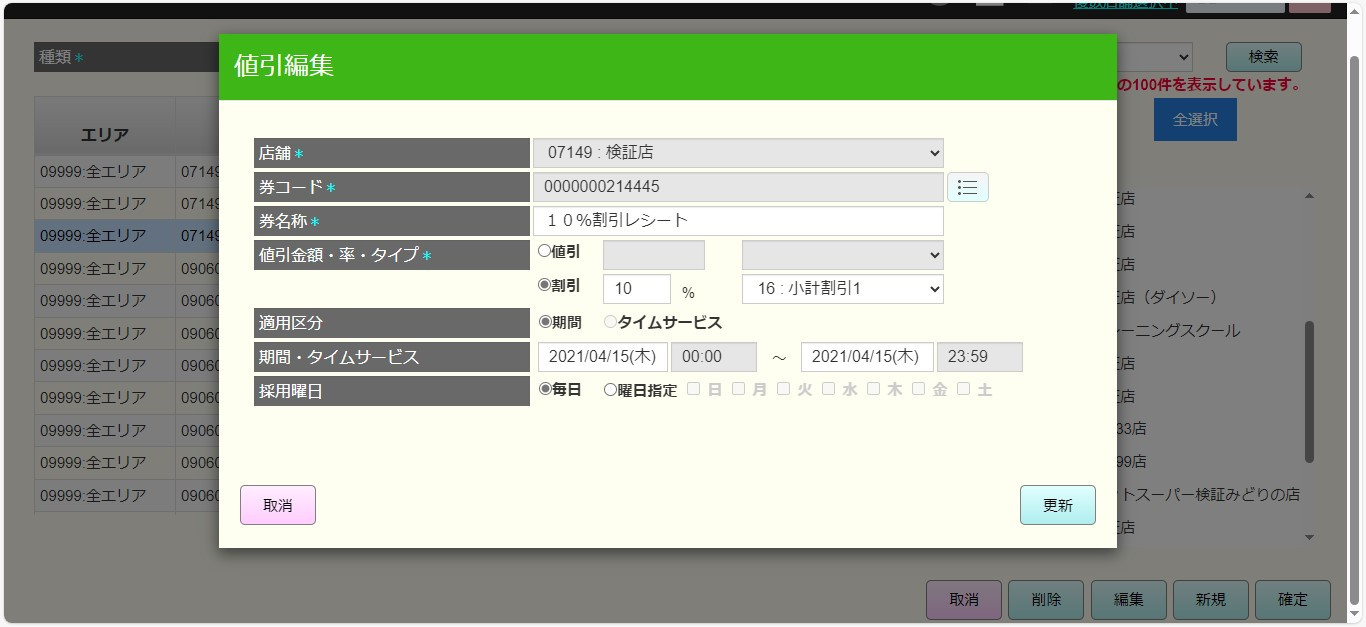 種類*
検索
の100件を表示しています。
全選択
エリア
09999:全エリア 07149
09999:全エリア 07149
09999:全エリア 07149
09999:全エリア 09060
09999:全エリア 09060
09999:全エリア 09060
09999:全エリア 09060
09999:全エリア 09060
09999:全エリア 09060
09999:全エリア 09060
09999:全エリア 09060
値引編集
店舗* 07149 : 検証店
券コード* 0000000214445
券名称* １０％割引レシート
値引金額・率・タイプ* 値引
割引 10 % 16 : 小計割引1
適用区分 期間 タイムサービス
期間・タイムサービス 2021/04/15(木) 00:00 ～ 2021/04/15(木) 23:59
採用曜日 毎日 曜日指定 日 月 火 水 木 金 土
取消 更新
店
店
店
店（ダイソー）
レーニングスクール
店
店
33店
99店
ットスーパー検証みどりの店
店
取消 削除 編集 新規 確定